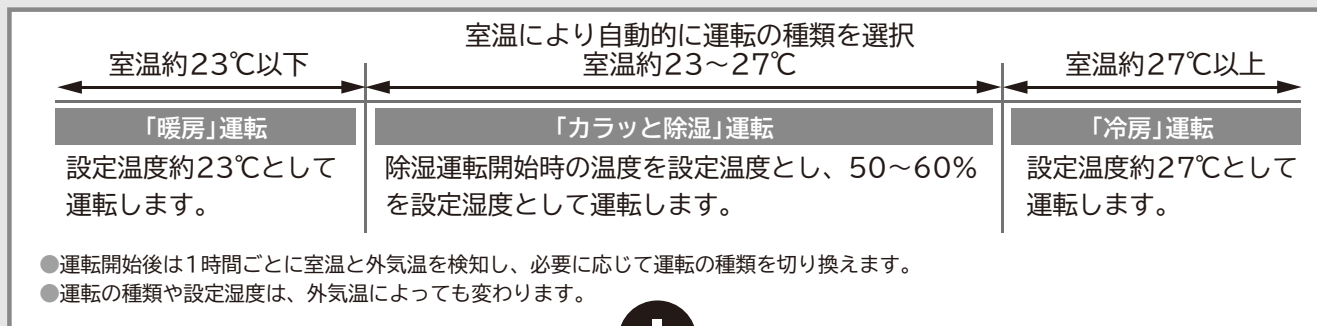 室温により自動的に運転の種類を選択
室温約23℃以下
室温約23～27℃
室温約27℃以上
「暖房」運転
「カラッと除湿」運転
「冷房」運転
設定温度約23℃として
運転します。
除湿運転開始時の温度を設定温度とし、50～60%
を設定湿度として運転します。
設定温度約27℃として
運転します。
●運転開始後は1時間ごとに室温と外気温を検知し、必要に応じて運転の種類を切り換えます。
●運転の種類や設定湿度は、外気温によっても変わります。